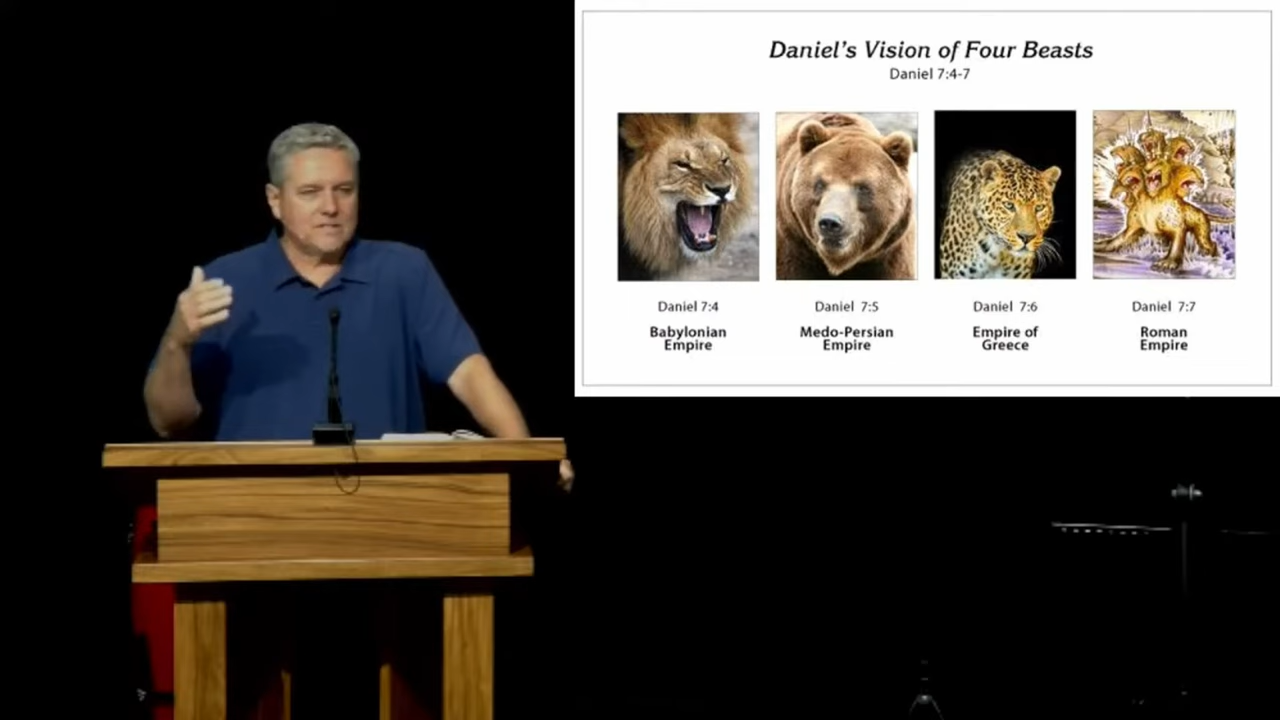 Daniel's Vision of Four Beasts
Daniel 7:4-7
Daniel 7:4
Babylonian
Empire
Daniel 7:5
Medo-Persian
Empire
Daniel 7:6
Empire of
Greece
Daniel 7:7
Roman
Empire